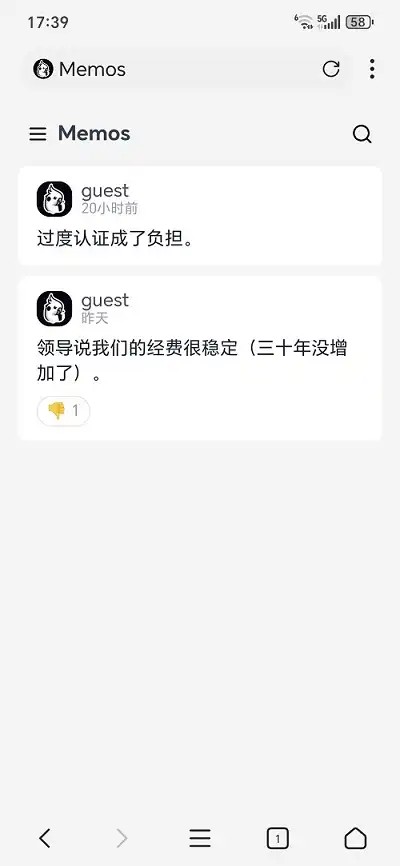 17:39
6
5G
58
Memos
Memos
guest
20小时前
过度认证成了负担。
guest
昨天
领导说我们的经费很稳定（三十年没增
加了）。
👎 1
1